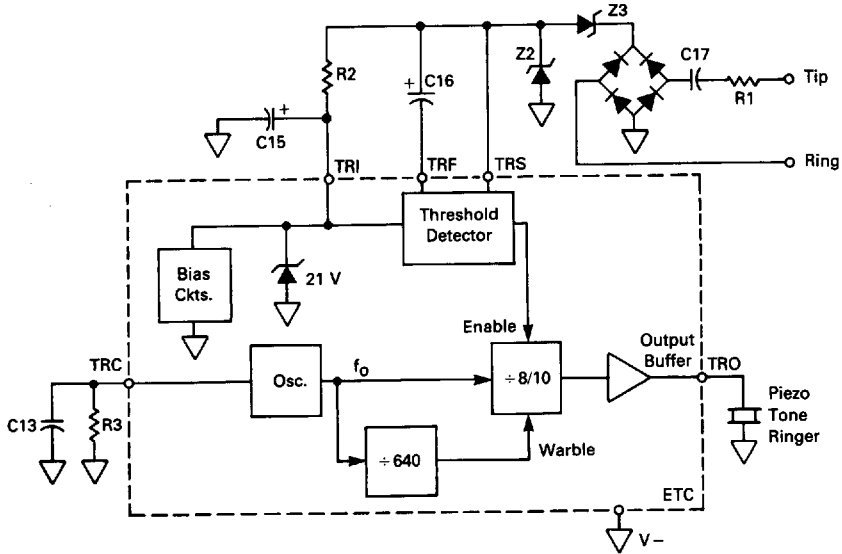 Z3
Z2
C17
R1
Tip
Ring
R2
+
C16
+
C15
TRI
TRF
TRS
Threshold
Detector
Bias
Ckts.
21 V
Enable
TRC
Osc.
fo
÷8/10
Output
Buffer
TRO
C13
R3
÷640
Warble
Piezo
Tone
Ringer
ETC
V−